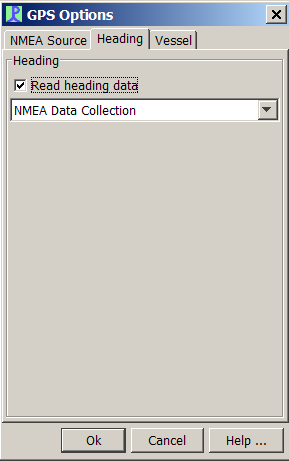 GPS Options
NMEA Source Heading Vessel
Heading
Read heading data
NMEA Data Collection
Ok Cancel Help ...